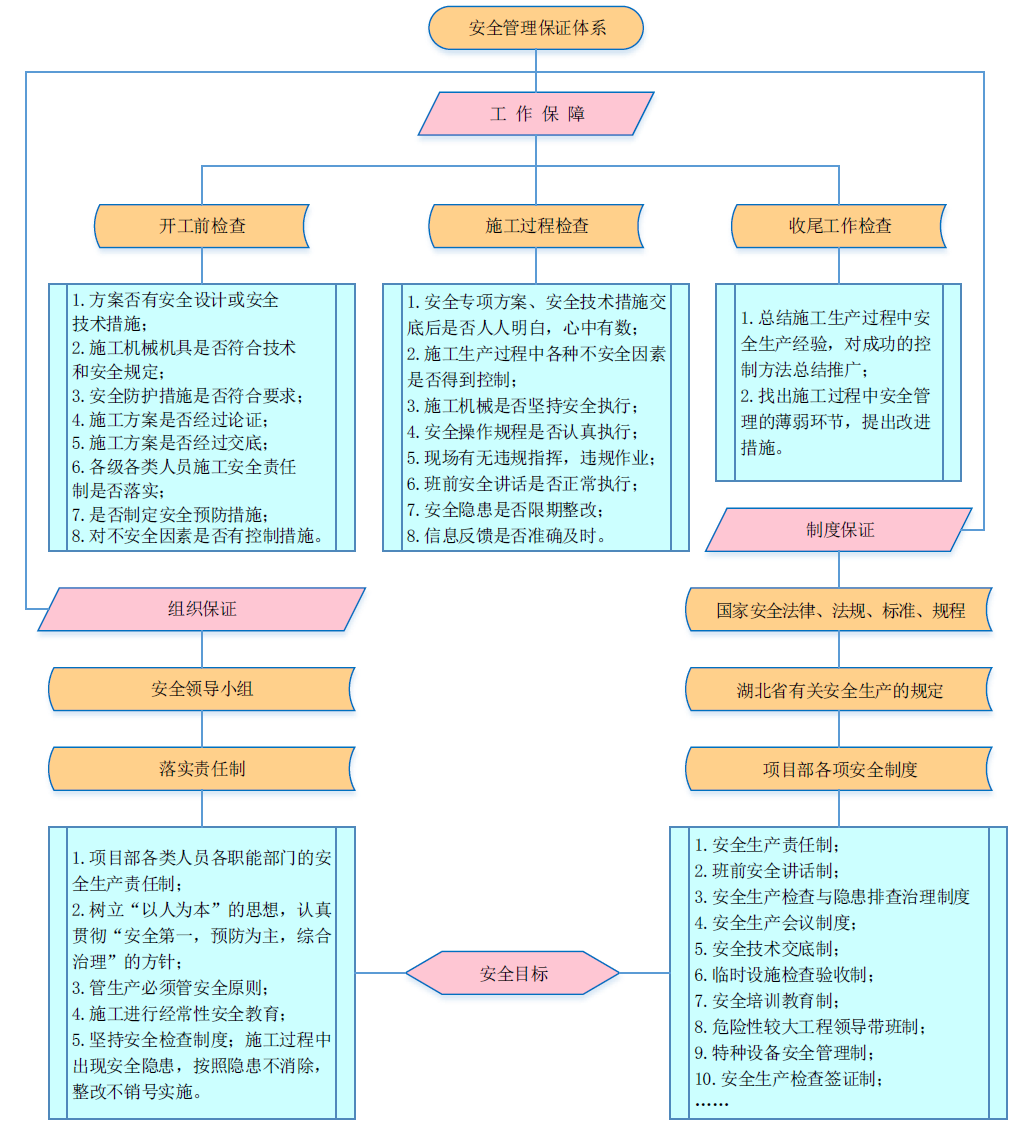 安全管理保证体系
工 作 保 障
开工前检查
施工过程检查
收尾工作检查
1.方案否有安全设计或安全
技术措施；
2.施工机械机具是否符合技术
和安全规定；
3.安全防护措施是否符合要求；
4.施工方案是否经过论证；
5.施工方案是否经过交底；
6.各级各类人员施工安全责任
制是否落实；
7.是否制定安全预防措施；
8.对不安全因素是否有控制措施。
1.安全专项方案、安全技术措施交
底后是否人人明白，心中有数；
2.施工生产过程中各种不安全因素
是否得到控制；
3.施工机械是否坚持安全执行；
4.安全操作规程是否认真执行；
5.现场有无违规指挥，违规作业；
6.班前安全讲话是否正常执行；
7.安全隐患是否限期整改；
8.信息反馈是否准确及时。
1.总结施工生产过程中安
全生产经验，对成功的控
制方法总结推广；
2.找出施工过程中安全管
理的薄弱环节，提出改进
措施。
制度保证
组织保证
国家安全法律、法规、标准、规程
安全领导小组
湖北省有关安全生产的规定
落实责任制
项目部各项安全制度
1.项目部各类人员各职能部门的安
全生产责任制；
2.树立“以人为本”的思想，认真
贯彻“安全第一，预防为主，综合
治理”的方针；
3.管生产必须管安全原则；
4.施工进行经常性安全教育；
5.坚持安全检查制度；施工过程中
出现安全隐患，按照隐患不消除，
整改不销号实施。
安全目标
1.安全生产责任制；
2.班前安全讲话制；
3.安全生产检查与隐患排查治理制度
4.安全生产会议制度；
5.安全技术交底制；
6.临时设施检查验收制；
7.安全培训教育制；
8.危险性较大工程领导带班制；
9.特种设备安全管理制；
10.安全生产检查签证制；
……